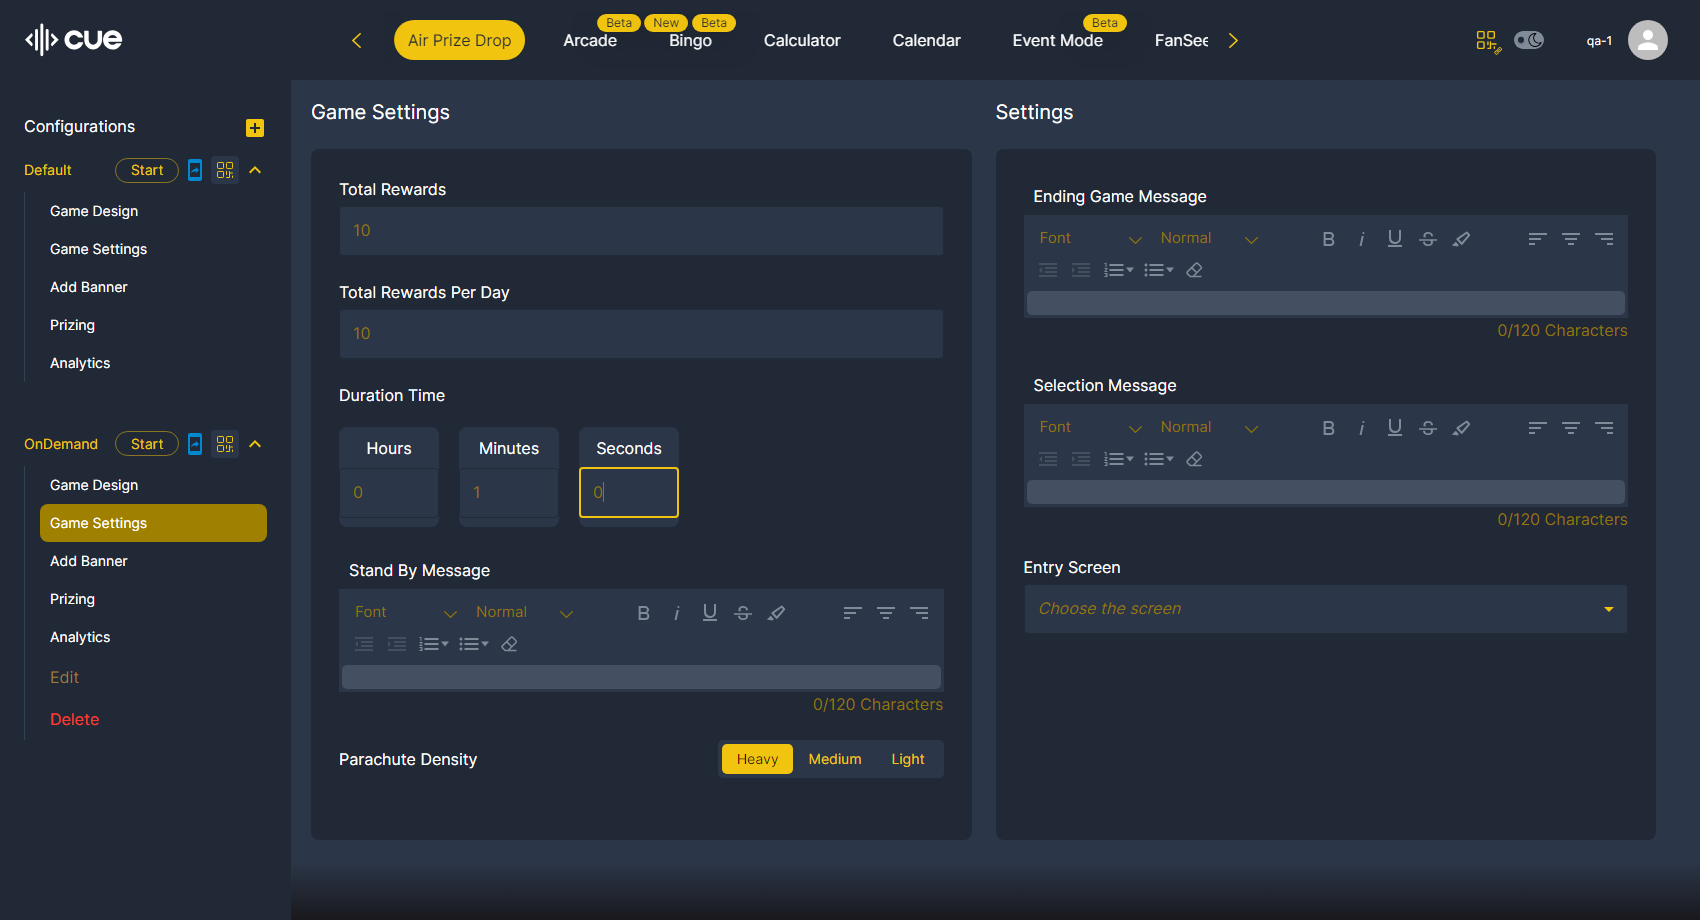 cue
Air Prize Drop
Arcade
Beta
New
Bingo
Beta
Calculator
Calendar
Event Mode
Beta
FanSee
qa-1
Configurations
Default
Start
Game Design
Game Settings
Add Banner
Prizing
Analytics
OnDemand
Start
Game Design
Game Settings
Add Banner
Prizing
Analytics
Edit
Delete
Game Settings
Total Rewards
10
Total Rewards Per Day
10
Duration Time
Hours
Minutes
Seconds
0
1
0
Stand By Message
Font
Normal
0/120 Characters
Parachute Density
Heavy
Medium
Light
Settings
Ending Game Message
Font
Normal
0/120 Characters
Selection Message
Font
Normal
0/120 Characters
Entry Screen
Choose the screen